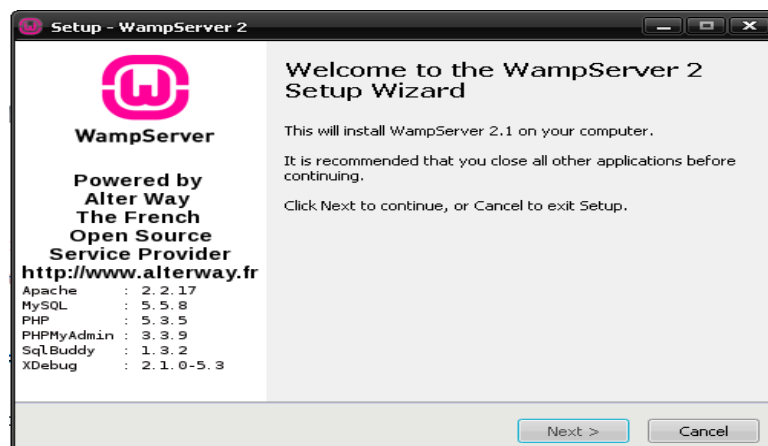 Setup - WampServer 2
WampServer
Powered by
Alter Way
The French
Open Source
Service Provider
http://www.alterway.fr
Apache : 2.2.17
MySQL : 5.5.8
PHP : 5.3.5
PHPMyAdmin : 3.3.9
SqlBuddy : 1.3.2
XDebug : 2.1.0-5.3
Welcome to the WampServer 2
Setup Wizard
This will install WampServer 2.1 on your computer.
It is recommended that you close all other applications before
continuing.
Click Next to continue, or Cancel to exit Setup.
Next >
Cancel